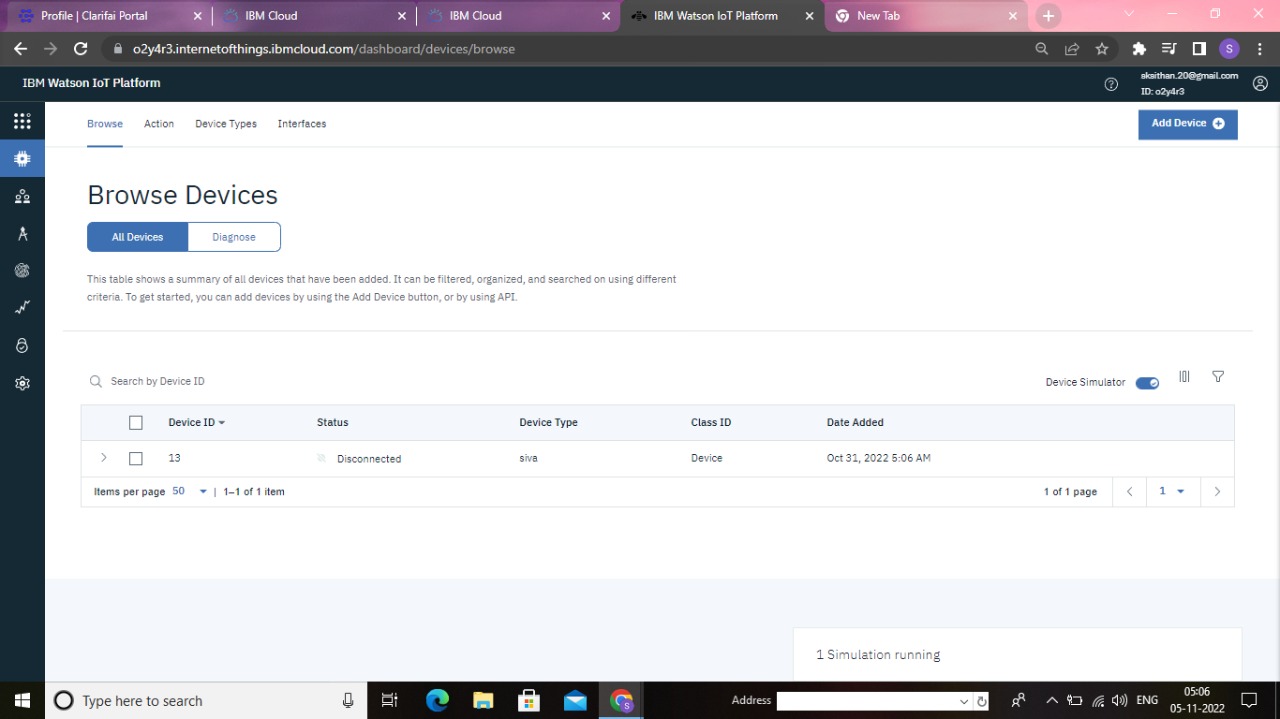 Profile | Clarifai Portal
IBM Cloud
IBM Cloud
IBM Watson IoT Platform
New Tab
o2y4r3.internetofthings.ibmcloud.com/dashboard/devices/browse
S
IBM Watson IoT Platform
sksithan.20@gmail.com
ID: o2y4r3
Browse Action Device Types Interfaces
Add Device
Browse Devices
All Devices Diagnose
This table shows a summary of all devices that have been added. It can be filtered, organized, and searched on using different
criteria. To get started, you can add devices by using the Add Device button, or by using API.
Search by Device ID
Device Simulator
Device ID Status Device Type Class ID Date Added
13 Disconnected siva Device Oct 31, 2022 5:06 AM
Items per page 50 | 1–1 of 1 item
1 of 1 page 1
1 Simulation running
Type here to search
Address
ENG
05:06
05-11-2022